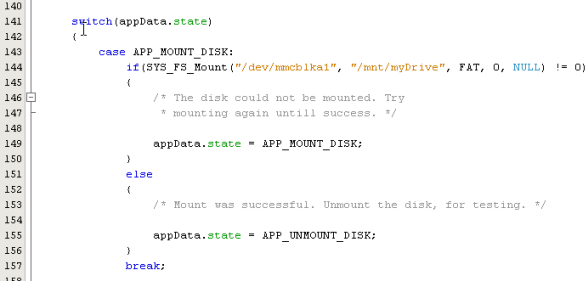 140
141 switch(appData.state)
142 {
143 case APP_MOUNT_DISK:
144 if(SYS_FS_Mount("/dev/mmcblka1", "/mnt/myDrive", FAT, 0, NULL) != 0)
145 {
146 /* The disk could not be mounted. Try
147 * mounting again untill success. */
148
149 appData.state = APP_MOUNT_DISK;
150 }
151 else
152 {
153 /* Mount was successful. Unmount the disk, for testing. */
154
155 appData.state = APP_UNMOUNT_DISK;
156 }
157 break;
158